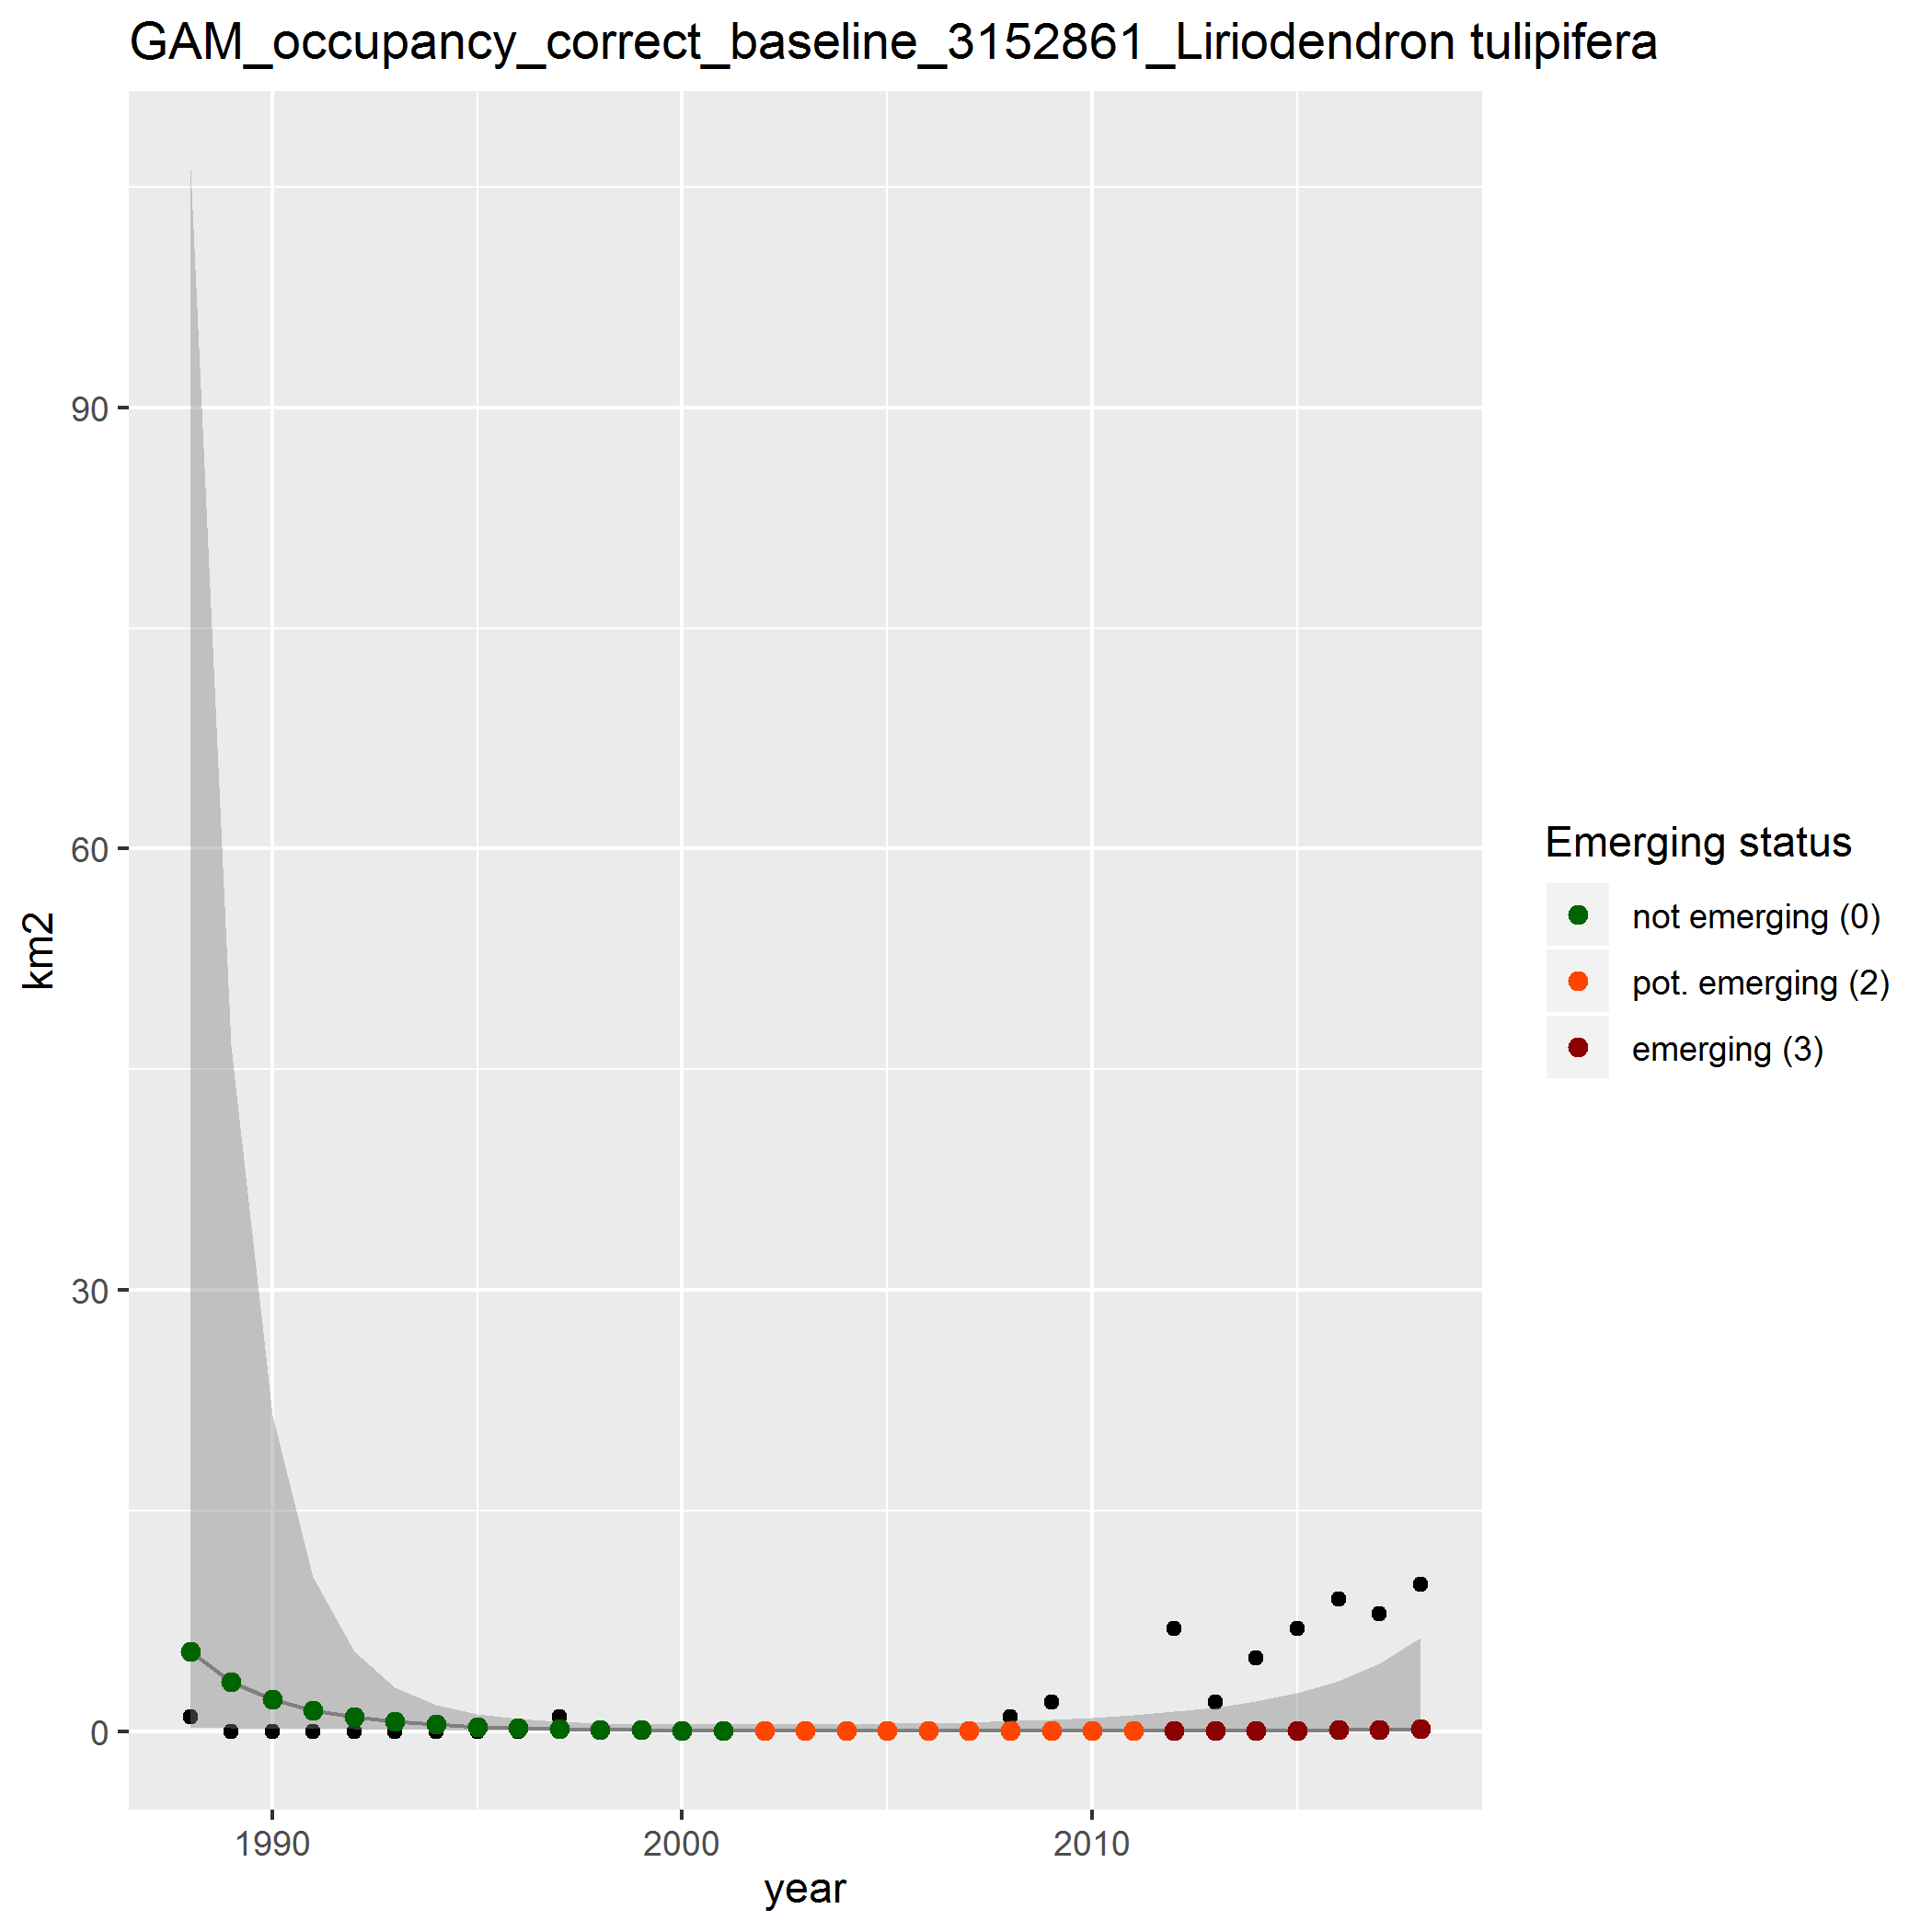 GAM_occupancy_correct_baseline_3152861_Liriodendron tulipifera
90
60
30
0
km2
1990
2000
2010
year
Emerging status
not emerging (0)
pot. emerging (2)
emerging (3)